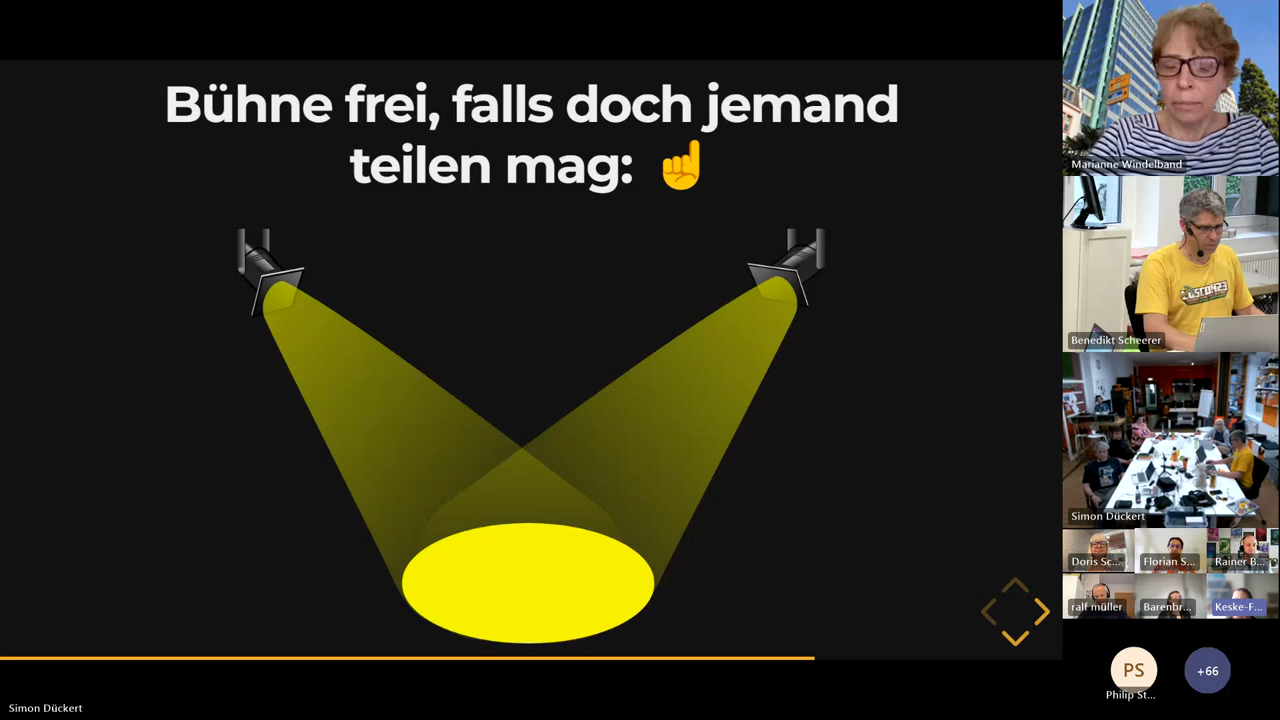 Bühne frei, falls doch jemand
teilen mag: ☝
Marianne Windelband
Benedikt Scheerer
Simon Dückert
Doris Sc...
Florian S...
Rainer B...
ralf müller
Barenbr...
Keske-F...
PS
Philip St...
+66
Simon Dückert